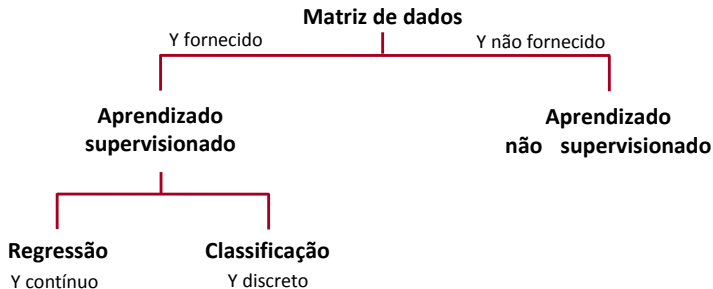 Matriz de dados
Y fornecido
Y não fornecido
Aprendizado
supervisionado
Aprendizado
não supervisionado
Regressão
Y contínuo
Classificação
Y discreto